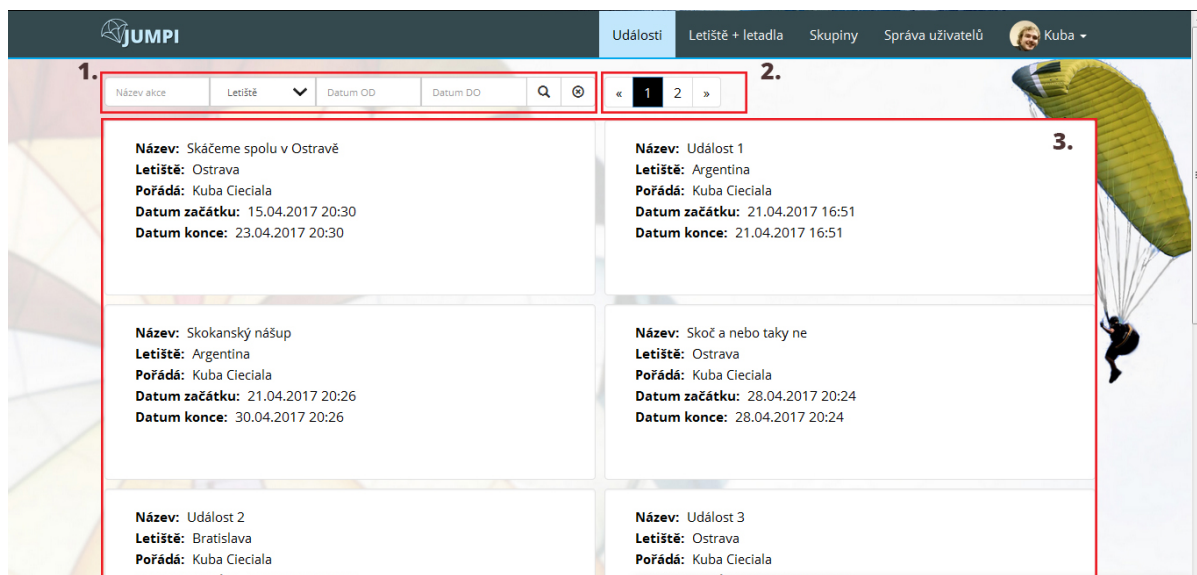 JUMPI
Události Letiště + letadla Skupiny Správa uživatelů Kuba
1.
Název akce Letiště Datum OD Datum DO
« 1 2 »
2.
3.
Název: Skáčeme spolu v Ostravě
Letiště: Ostrava
Pořádá: Kuba Cieciala
Datum začátku: 15.04.2017 20:30
Datum konce: 23.04.2017 20:30
Název: Událost 1
Letiště: Argentina
Pořádá: Kuba Cieciala
Datum začátku: 21.04.2017 16:51
Datum konce: 21.04.2017 16:51
Název: Skokanský nášup
Letiště: Argentina
Pořádá: Kuba Cieciala
Datum začátku: 21.04.2017 20:26
Datum konce: 30.04.2017 20:26
Název: Skoč a nebo taky ne
Letiště: Ostrava
Pořádá: Kuba Cieciala
Datum začátku: 28.04.2017 20:24
Datum konce: 28.04.2017 20:24
Název: Událost 2
Letiště: Bratislava
Pořádá: Kuba Cieciala
Název: Událost 3
Letiště: Ostrava
Pořádá: Kuba Cieciala